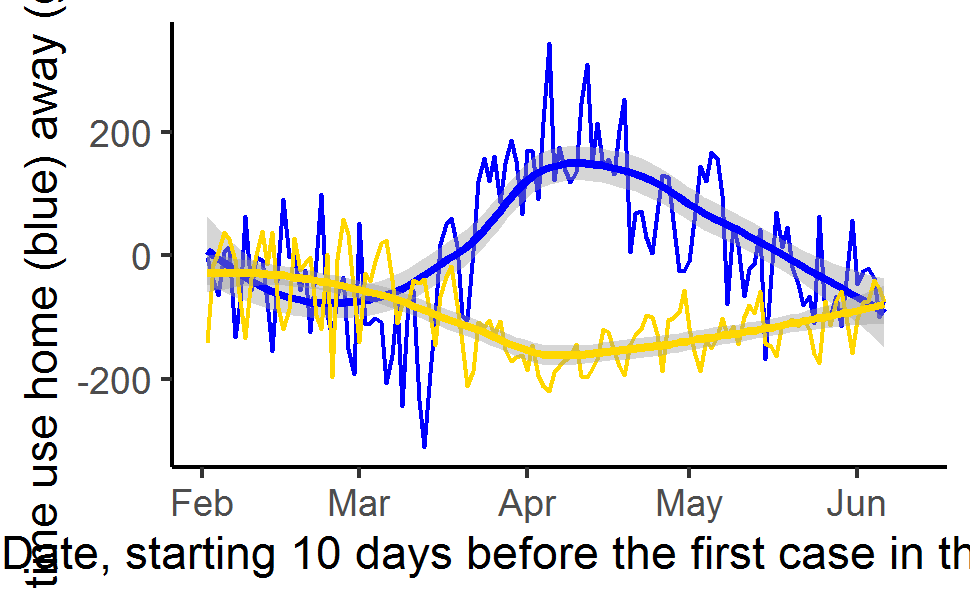 time use home (blue) away (
200
0
-200
Feb Mar Apr May Jun
Date, starting 10 days before the first case in th